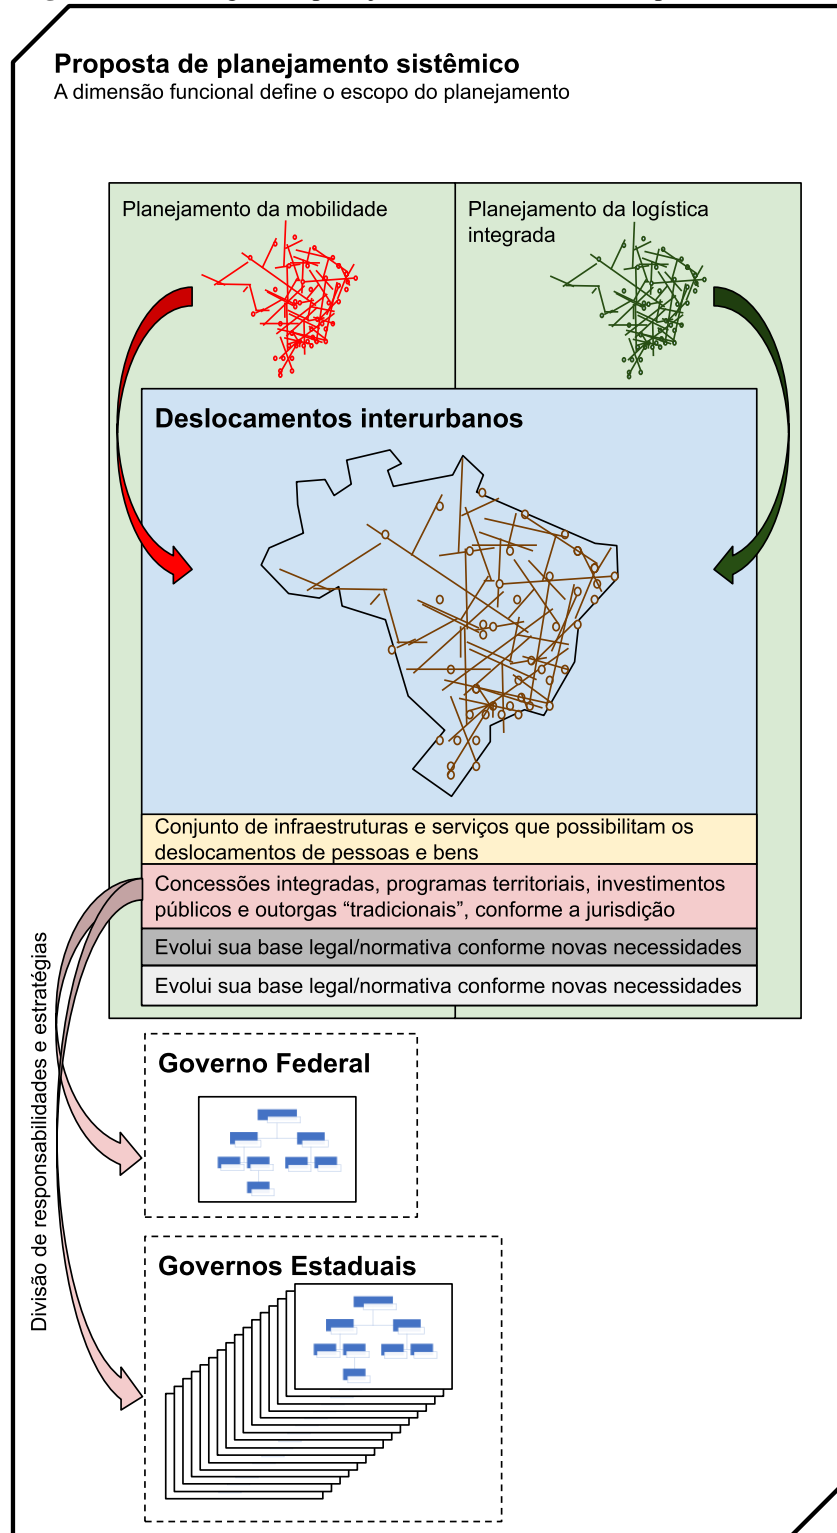 Proposta de planejamento sistêmico
A dimensão funcional define o escopo do planejamento
Planejamento da mobilidade
Planejamento da logística
integrada
Deslocamentos interurbanos
Conjunto de infraestruturas e serviços que possibilitam os
deslocamentos de pessoas e bens
Concessões integradas, programas territoriais, investimentos
públicos e outorgas “tradicionais”, conforme a jurisdição
Evolui sua base legal/normativa conforme novas necessidades
Evolui sua base legal/normativa conforme novas necessidades
Divisão de responsabilidades e estratégias
Governo Federal
Governos Estaduais